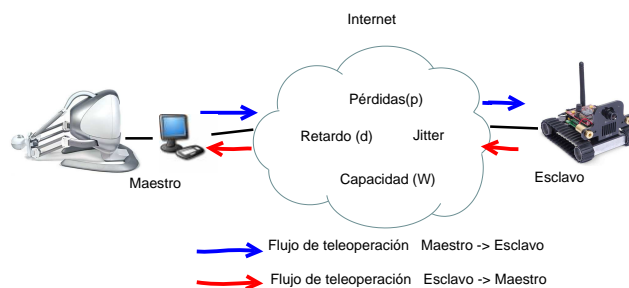 Internet
Pérdidas(p)
Retardo (d) Jitter
Capacidad (W)
Maestro
Esclavo
Flujo de teleoperación Maestro -> Esclavo
Flujo de teleoperación Esclavo -> Maestro